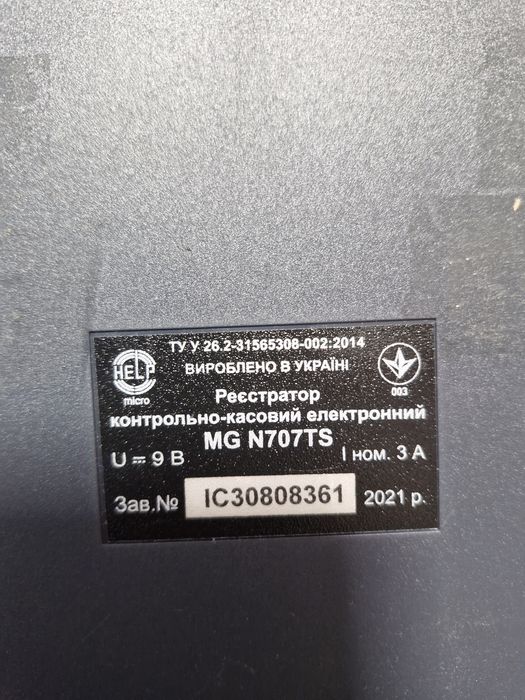 ТУ У 26.2-31565308-002:2014
HELP
micro
ВИРОБЛЕНО В УКРАЇНІ
003
Реєстратор
контрольно-касовий електронний
MG N707TS
U ⎓ 9 В
I ном. 3 А
Зав.№ IC30808361 2021 р.